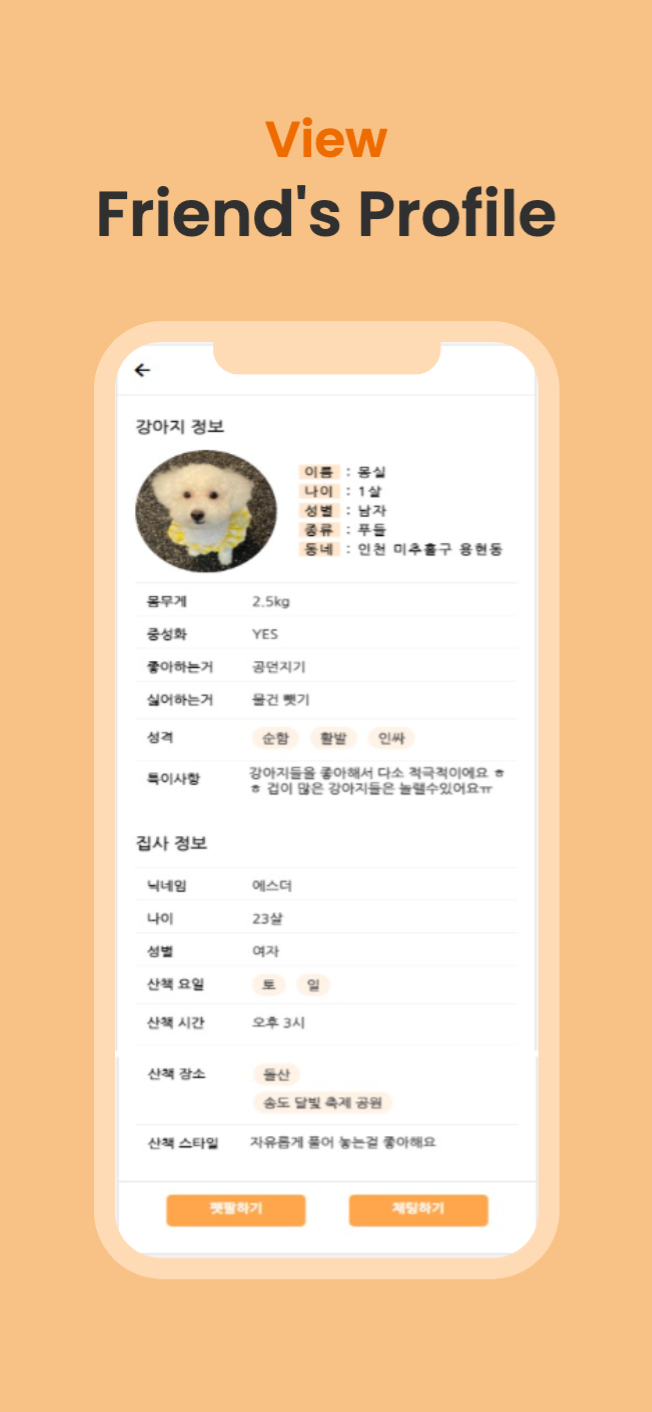 View
Friend's Profile
강아지 정보
이름 : 몽실
나이 : 1살
성별 : 남자
종류 : 푸들
동네 : 인천 미추홀구 용현동
몸무게 2.5kg
중성화 YES
좋아하는거 공던지기
싫어하는거 물건 뺏기
성격 순함 활발 인싸
특이사항 강아지들을 좋아해서 다소 적극적이에요 ㅎ
ㅎ 겁이 많은 강아지들은 놀랠수있어요ㅠ
집사 정보
닉네임 에스더
나이 23살
성별 여자
산책 요일 토 일
산책 시간 오후 3시
산책 장소 돌산
송도 달빛 축제 공원
산책 스타일 자유롭게 풀어 놓는걸 좋아해요
펫팔하기 채팅하기